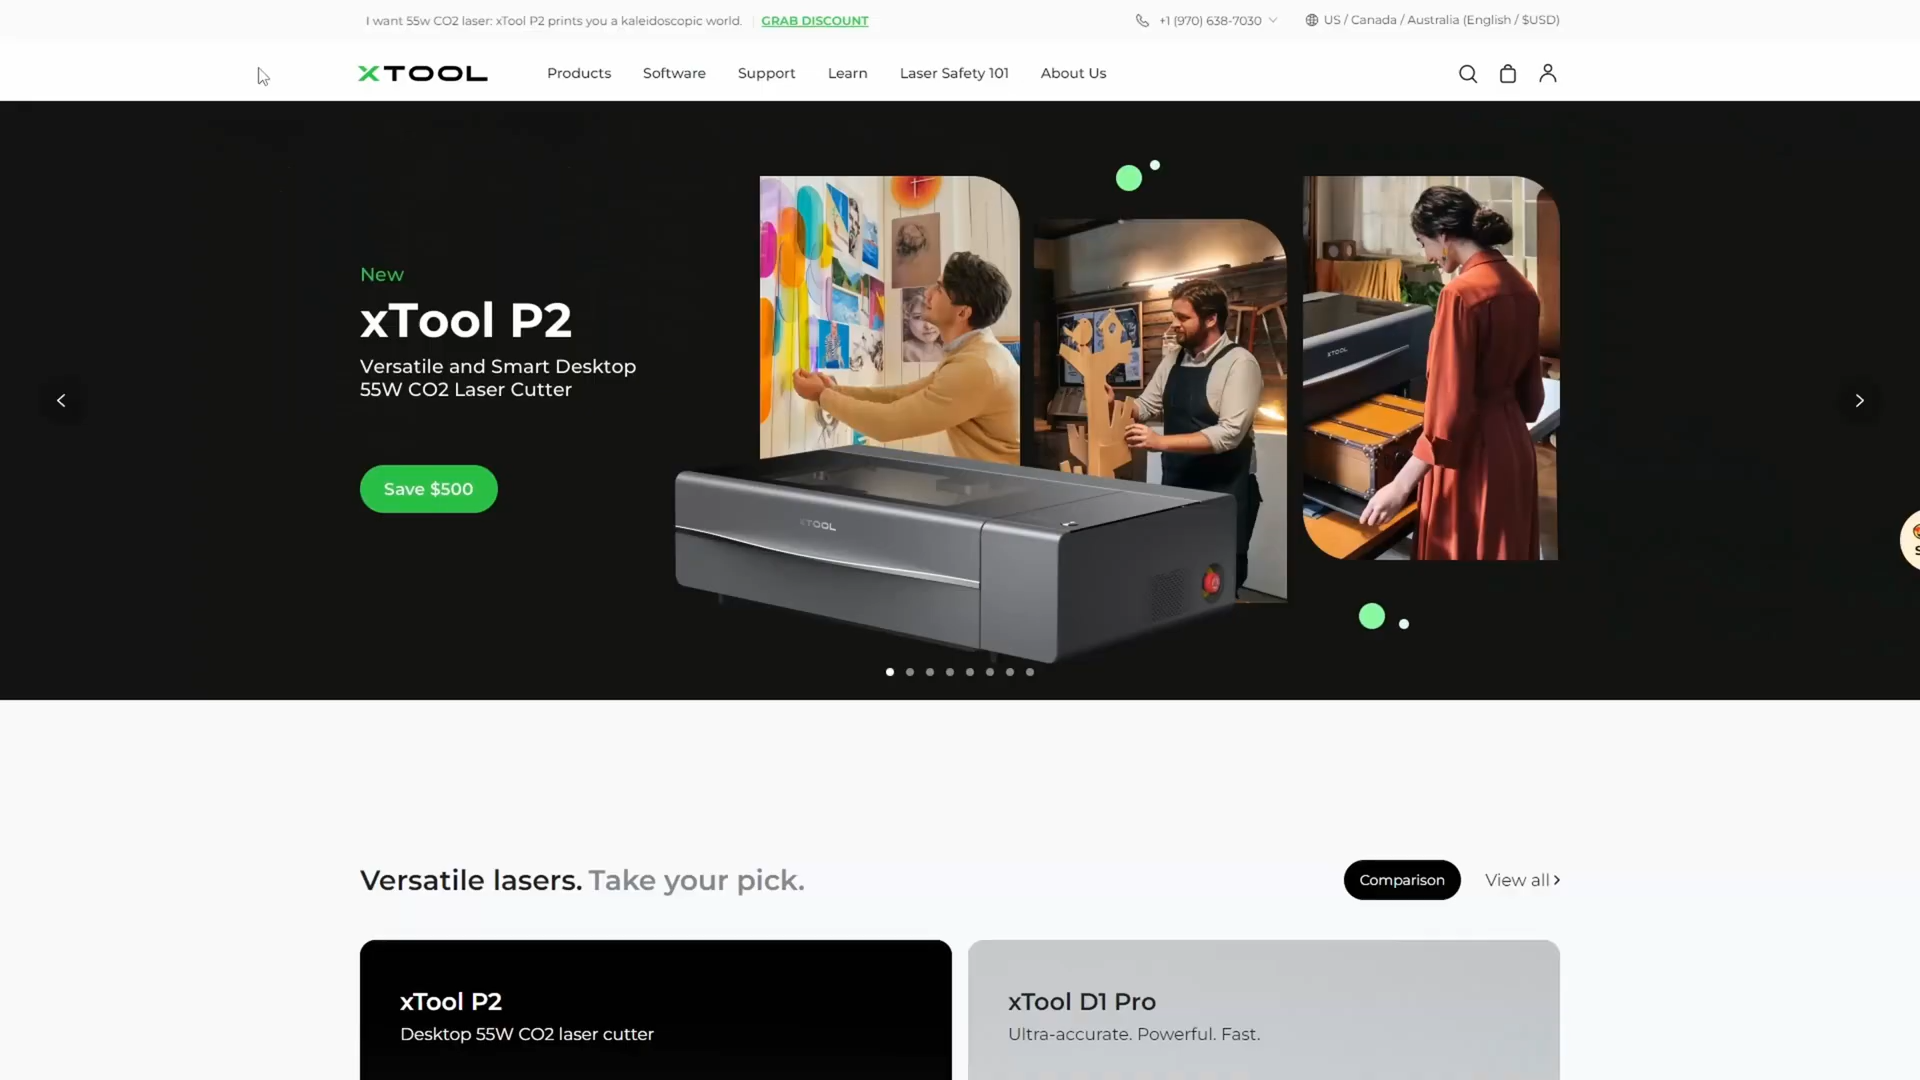 I want 55w CO2 laser: xTool P2 prints you a kaleidoscopic world. GRAB DISCOUNT
+1 (970) 638-7030
US / Canada / Australia (English / $USD)
XTOOL
Products Software Support Learn Laser Safety 101 About Us
New
xTool P2
Versatile and Smart Desktop
55W CO2 Laser Cutter
Save $500
XTOOL
XTOOL
Versatile lasers. Take your pick.
Comparison
View all
xTool P2
Desktop 55W CO2 laser cutter
xTool D1 Pro
Ultra-accurate. Powerful. Fast.